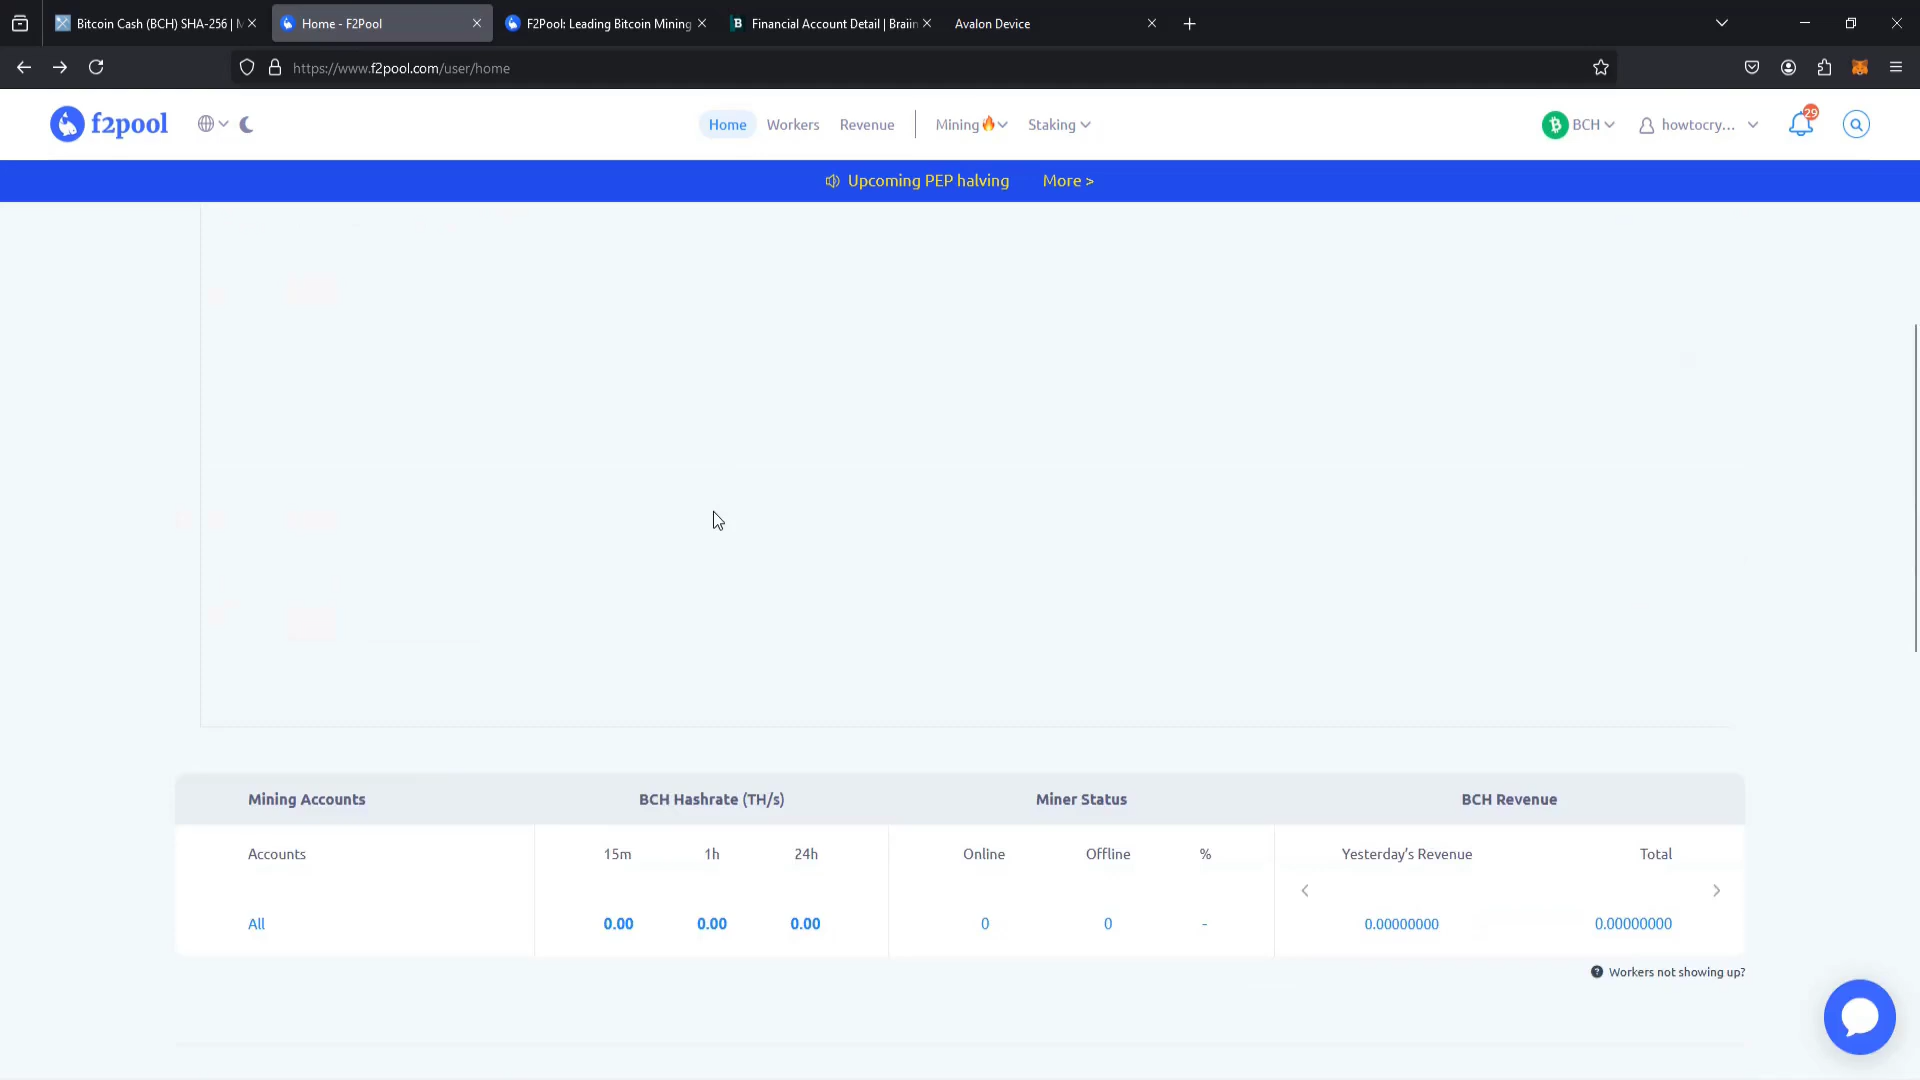 Bitcoin Cash (BCH) SHA-256 | M
Home - F2Pool
F2Pool: Leading Bitcoin Mining
Financial Account Detail | Braiin
Avalon Device
https://www.f2pool.com/user/home
f2pool
Home
Workers
Revenue
Mining🔥
Staking
BCH
howtocry...
29
Upcoming PEP halving
More >
Mining Accounts
BCH Hashrate (TH/s)
Miner Status
BCH Revenue
Accounts
15m
1h
24h
Online
Offline
%
Yesterday's Revenue
Total
All
0.00
0.00
0.00
0
0
-
0.00000000
0.00000000
Workers not showing up?